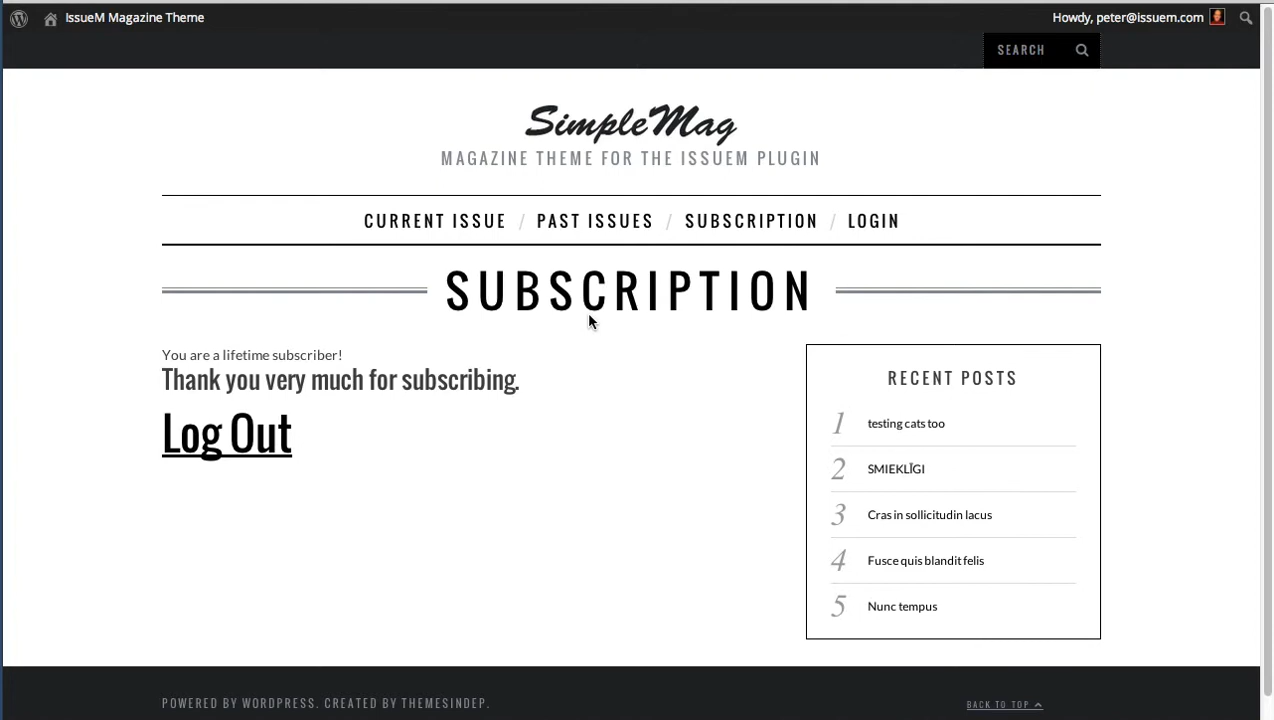 IssueM Magazine Theme
Howdy, peter@issuem.com
SEARCH
SimpleMag
MAGAZINE THEME FOR THE ISSUEM PLUGIN
CURRENT ISSUE / PAST ISSUES / SUBSCRIPTION / LOGIN
SUBSCRIPTION
You are a lifetime subscriber!
Thank you very much for subscribing.
Log Out
RECENT POSTS
1 testing cats too
2 SMIEKLĪGI
3 Cras in sollicitudin lacus
4 Fusce quis blandit felis
5 Nunc tempus
POWERED BY WORDPRESS. CREATED BY THEMESINDEP.
BACK TO TOP